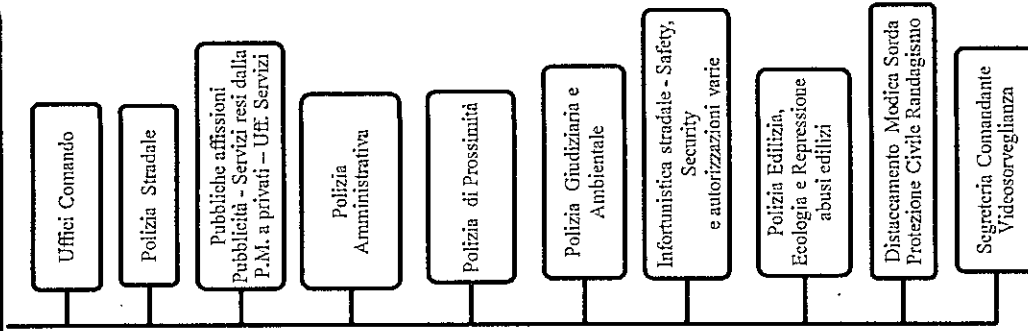 Uffici Comando
Polizia Stradale
Pubbliche affissioni
Pubblicità - Servizi resi dalla
P.M. a privati – Uff. Servizi
Polizia
Amministrativa
Polizia di Prossimità
Polizia Giudiziaria e
Ambientale
Infortunistica stradale - Safety,
Security
e autorizzazioni varie
Polizia Edilizia,
Ecologia e Repressione
abusi edilizi
Distaccamento Modica Sorda
Protezione Civile Randagismo
Segreteria Comandante
Videosorveglianza